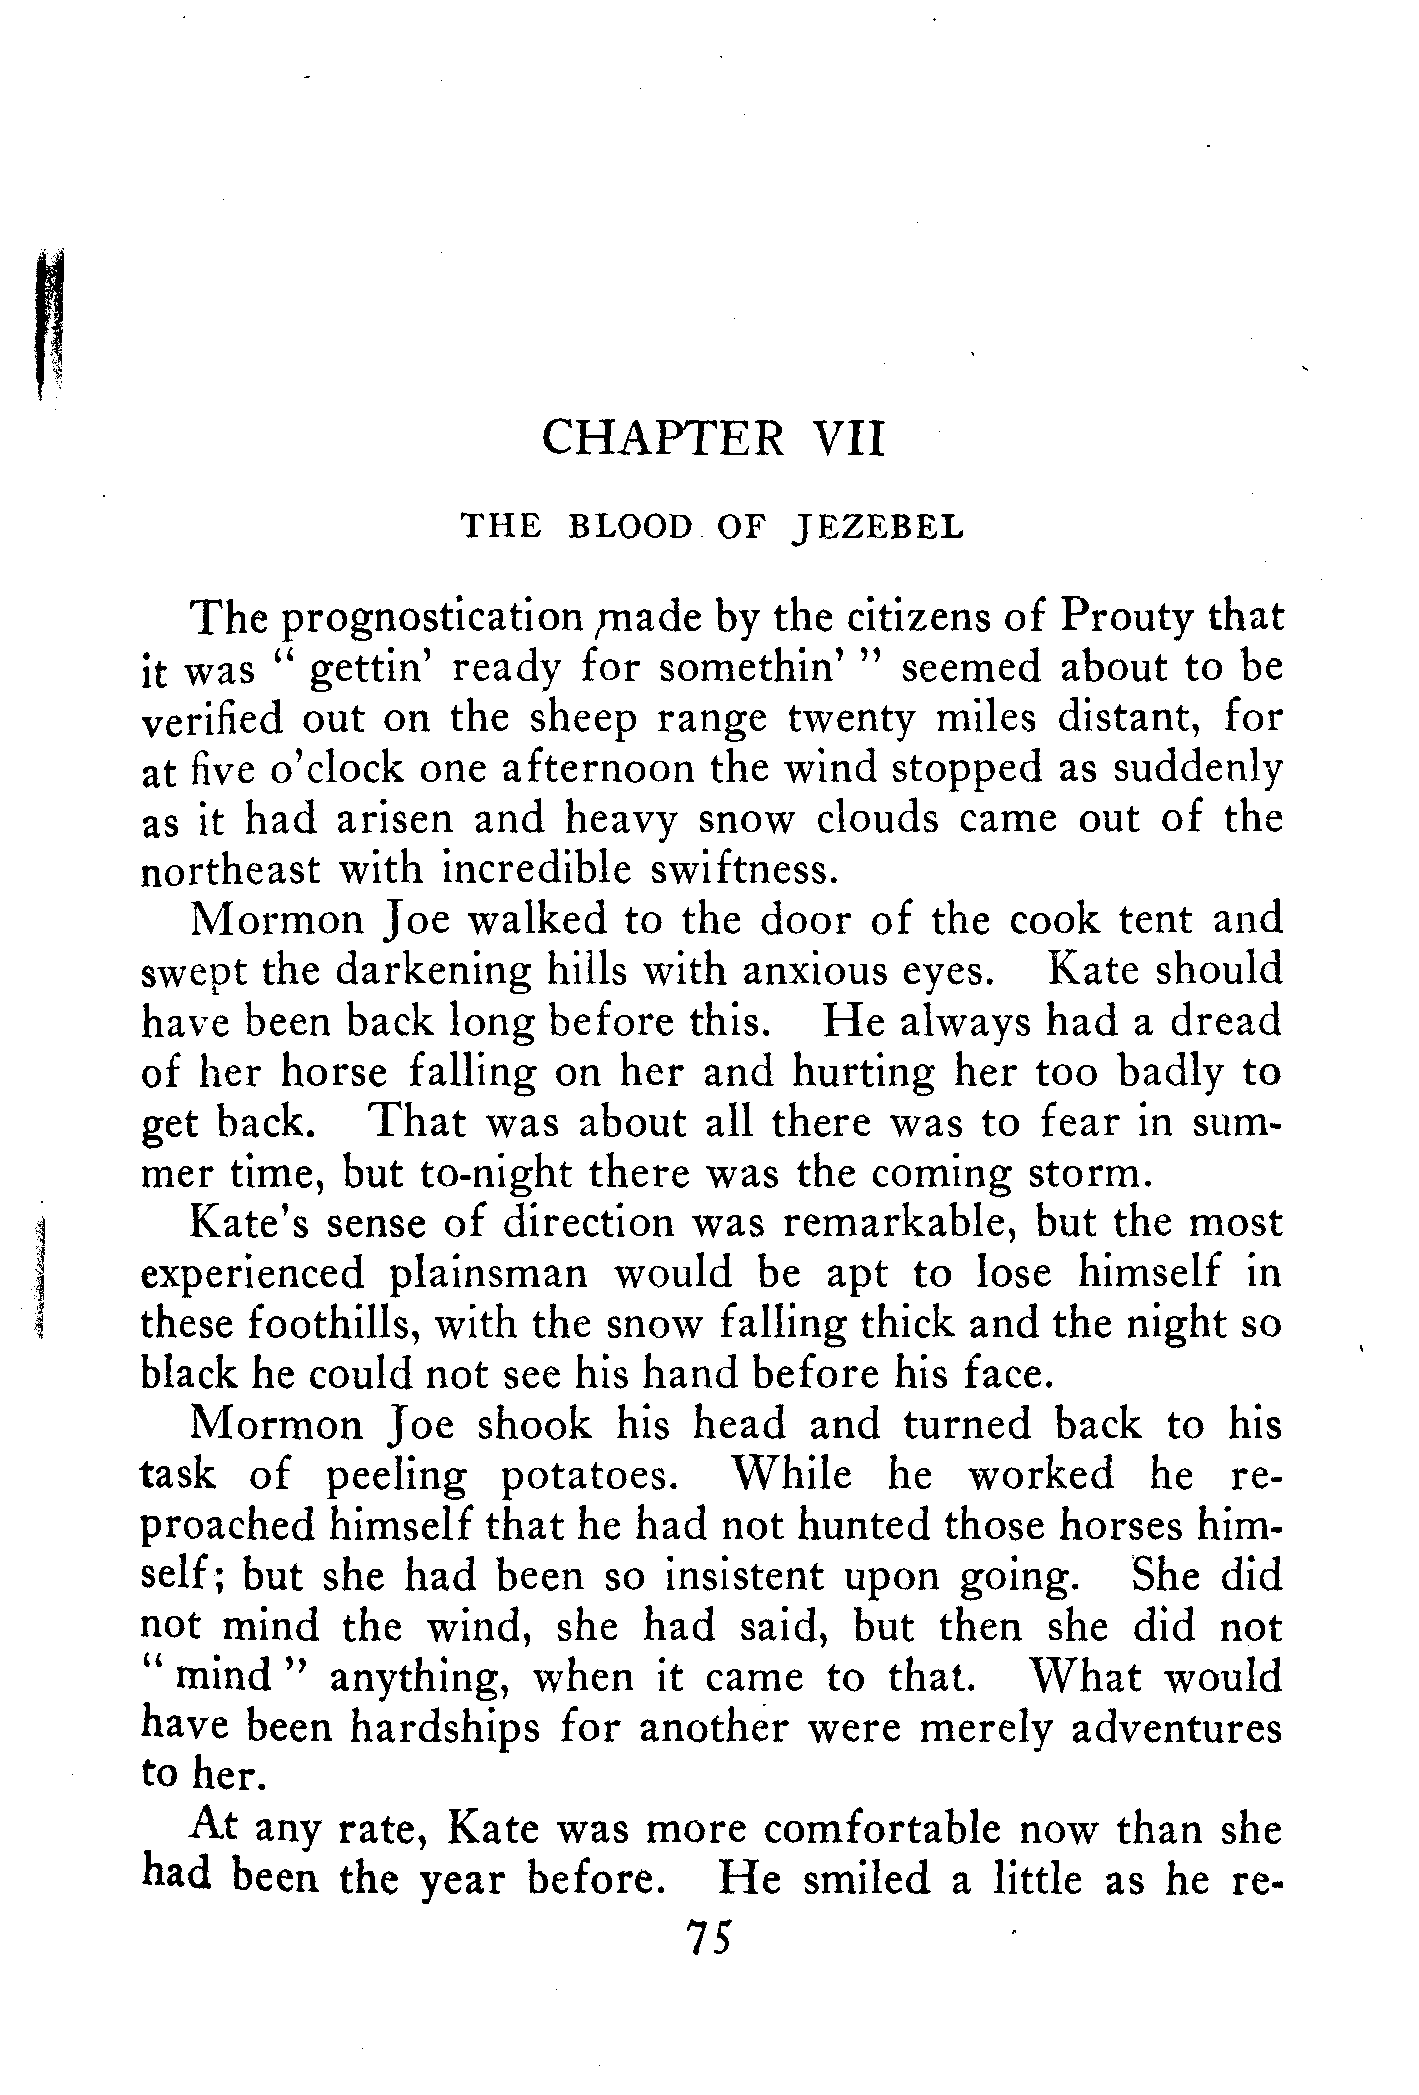 CHAPTER VII
THE BLOOD OF JEZEBEL
The prognostication made by the citizens of Prouty that
it was " gettin' ready for somethin' " seemed about to be
verified out on the sheep range twenty miles distant, for
at five o'clock one afternoon the wind stopped as suddenly
as it had arisen and heavy snow clouds came out of the
northeast with incredible swiftness.
Mormon Joe walked to the door of the cook tent and
swept the darkening hills with anxious eyes. Kate should
have been back long before this. He always had a dread
of her horse falling on her and hurting her too badly to
get back. That was about all there was to fear in sum-
mer time, but to-night there was the coming storm.
Kate's sense of direction was remarkable, but the most
experienced plainsman would be apt to lose himself in
these foothills, with the snow falling thick and the night so
black he could not see his hand before his face.
Mormon Joe shook his head and turned back to his
task of peeling potatoes. While he worked he re-
proached himself that he had not hunted those horses him-
self; but she had been so insistent upon going. She did
not mind the wind, she had said, but then she did not
" mind " anything, when it came to that. What would
have been hardships for another were merely adventures
to her.
At any rate, Kate was more comfortable now than she
had been the year before. He smiled a little as he re-
75